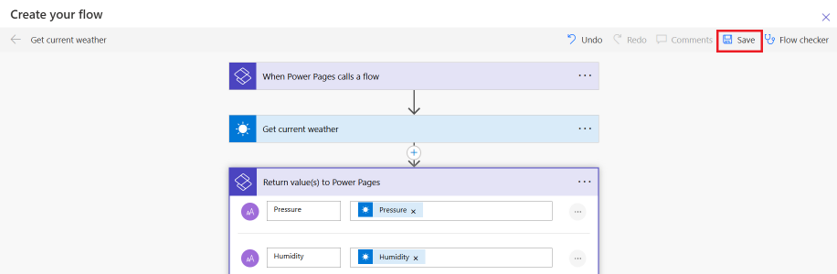 Create your flow
Get current weather
Undo
Redo
Comments
Save
Flow checker
When Power Pages calls a flow
Get current weather
Return value(s) to Power Pages
Pressure
Pressure
Humidity
Humidity